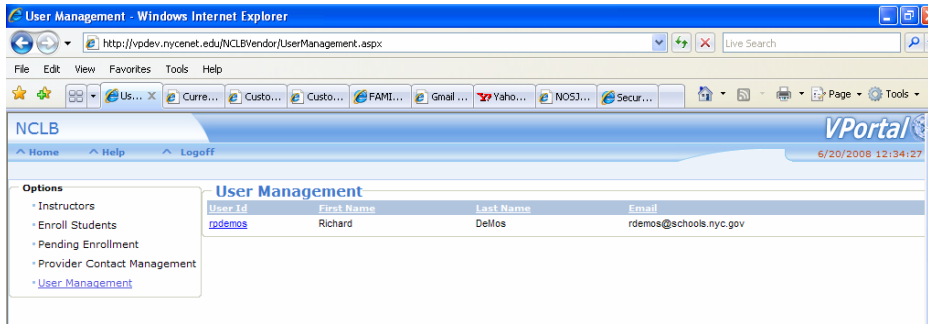 User Management - Windows Internet Explorer
http://vpdev.nycenet.edu/NCLBVendor/UserManagement.aspx Live Search
File Edit View Favorites Tools Help
Us... Curre... Custo... Custo... FAMI... Gmail ... Yaho... NOSJ... Secur... Page Tools
NCLB VPortal
Home Help Logoff 6/20/2008 12:34:27
Options
Instructors
Enroll Students
Pending Enrollment
Provider Contact Management
User Management
User Management
User Id First Name Last Name Email
rpdemos Richard DeMos rdemos@schools.nyc.gov